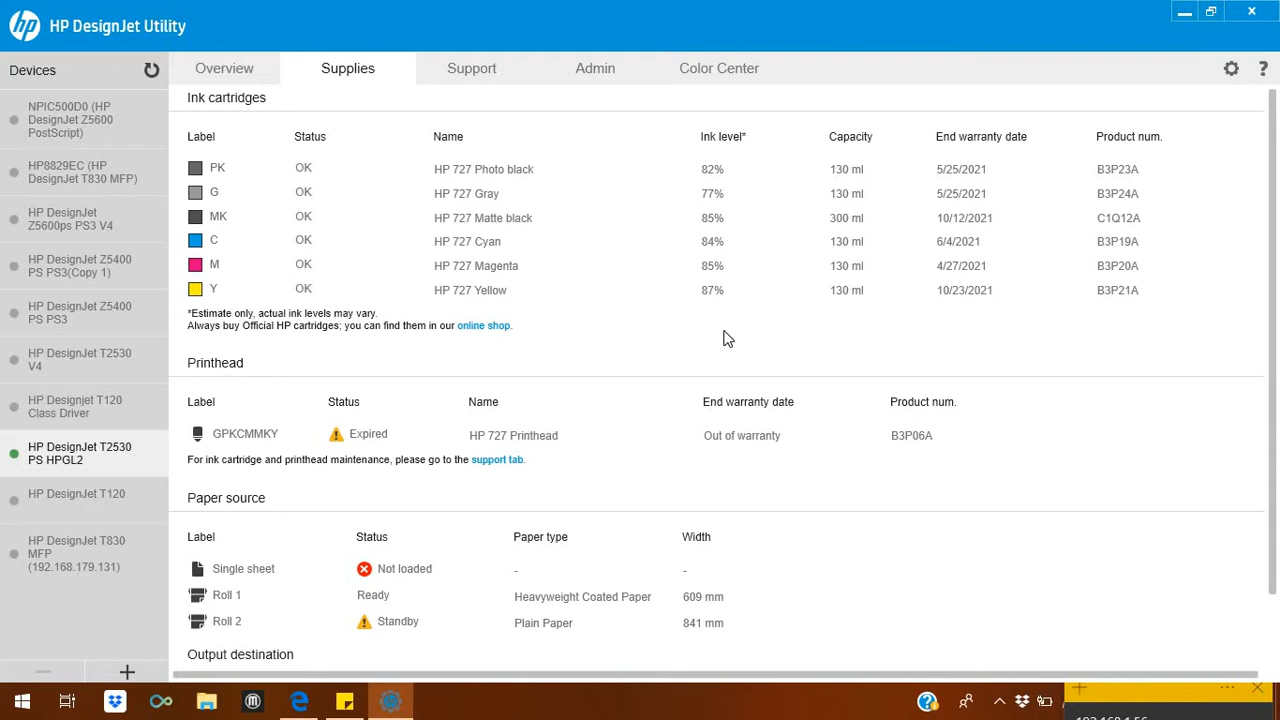 hp HP DesignJet Utility
Devices
Overview Supplies Support Admin Color Center ?
NPIC500D0 (HP
DesignJet Z5600
PostScript)
HP8829EC (HP
DesignJet T830 MFP)
HP DesignJet
Z5600ps PS3 V4
HP DesignJet Z5400
PS PS3(Copy 1)
HP DesignJet Z5400
PS PS3
HP DesignJet T2530
V4
HP Designjet T120
Class Driver
HP DesignJet T2530
PS HPGL2
HP DesignJet T120
HP DesignJet T830
MFP
(192.168.179.131)
Ink cartridges
Label Status Name Ink level* Capacity End warranty date Product num.
PK OK HP 727 Photo black 82% 130 ml 5/25/2021 B3P23A
G OK HP 727 Gray 77% 130 ml 5/25/2021 B3P24A
MK OK HP 727 Matte black 85% 300 ml 10/12/2021 C1Q12A
C OK HP 727 Cyan 84% 130 ml 6/4/2021 B3P19A
M OK HP 727 Magenta 85% 130 ml 4/27/2021 B3P20A
Y OK HP 727 Yellow 87% 130 ml 10/23/2021 B3P21A
*Estimate only, actual ink levels may vary.
Always buy Official HP cartridges; you can find them in our online shop.
Printhead
Label Status Name End warranty date Product num.
GPKCMMKY Expired HP 727 Printhead Out of warranty B3P06A
For ink cartridge and printhead maintenance, please go to the support tab.
Paper source
Label Status Paper type Width
Single sheet Not loaded - -
Roll 1 Ready Heavyweight Coated Paper 609 mm
Roll 2 Standby Plain Paper 841 mm
Output destination
192.168.1.56